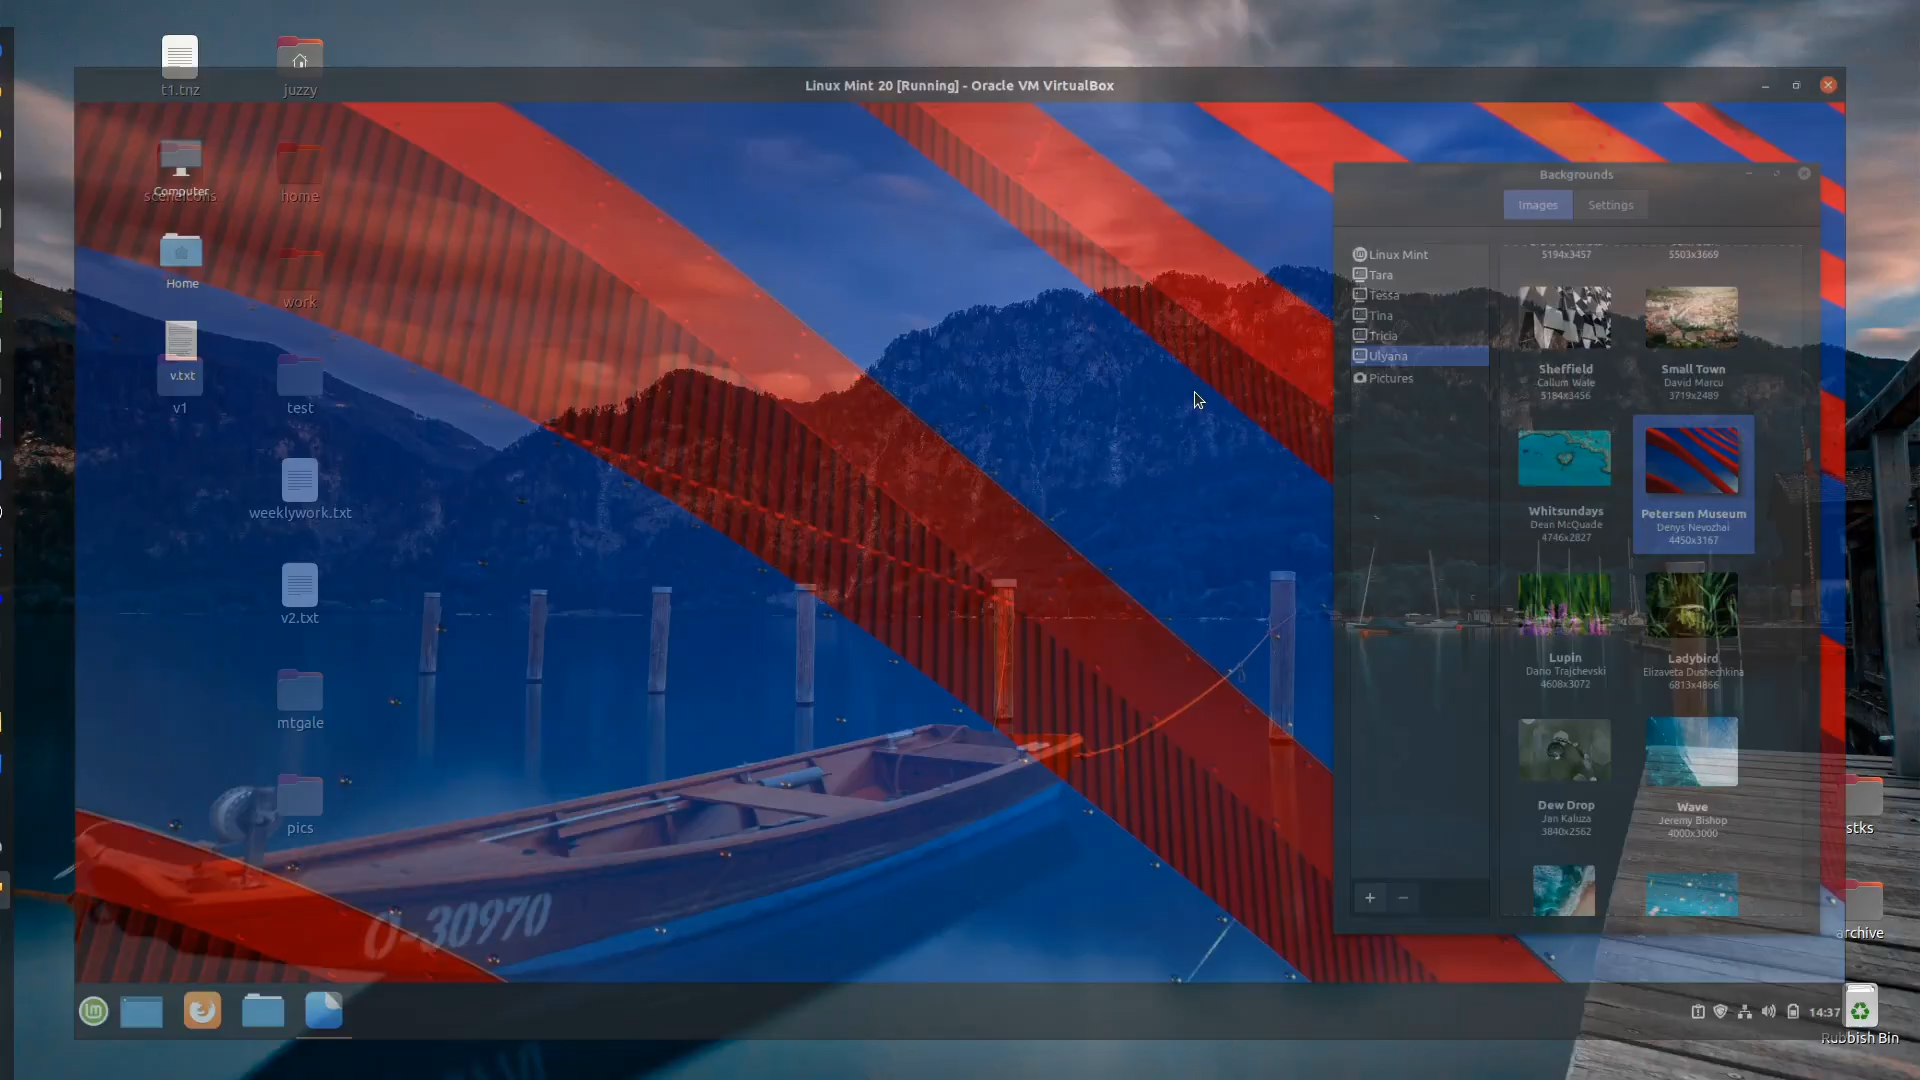 t1.tnz
juzzy
Linux Mint 20 [Running] - Oracle VM VirtualBox
Computer
sceneicons
home
Home
work
v.txt
v1
test
weeklywork.txt
v2.txt
mtgale
pics
O-30970
Backgrounds
Images
Settings
Linux Mint
Tara
Tessa
Tina
Tricia
Ulyana
Pictures
5194x3457
5503x3669
Sheffield
Callum Wale
5184x3456
Small Town
David Marcu
3719x2489
Whitsundays
Dean McQuade
4746x2827
Petersen Museum
Denys Nevozhai
4450x3167
Lupin
Dario Trajchevski
4608x3072
Ladybird
Elizaveta Dushechkina
6813x4866
Dew Drop
Jan Kaluza
3840x2562
Wave
Jeremy Bishop
4000x3000
stks
archive
14:37
Rubbish Bin